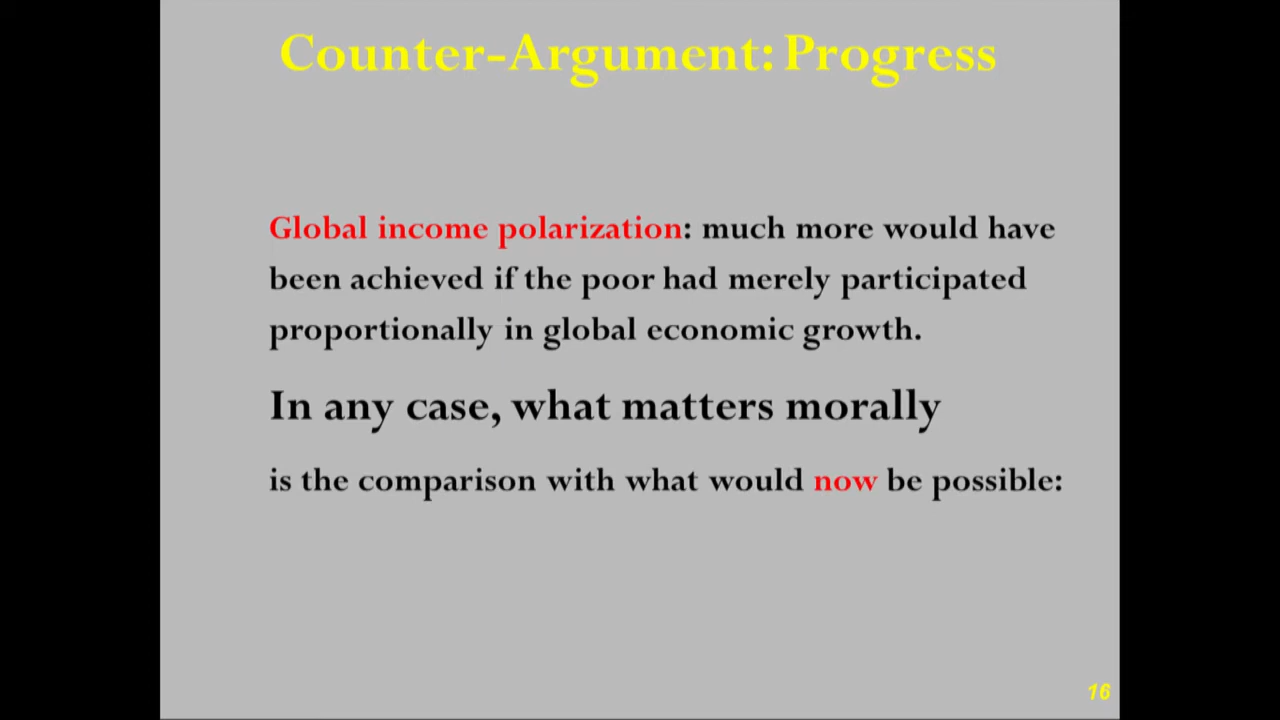 Counter-Argument: Progress
Global income polarization: much more would have
been achieved if the poor had merely participated
proportionally in global economic growth.
In any case, what matters morally
is the comparison with what would now be possible:
16